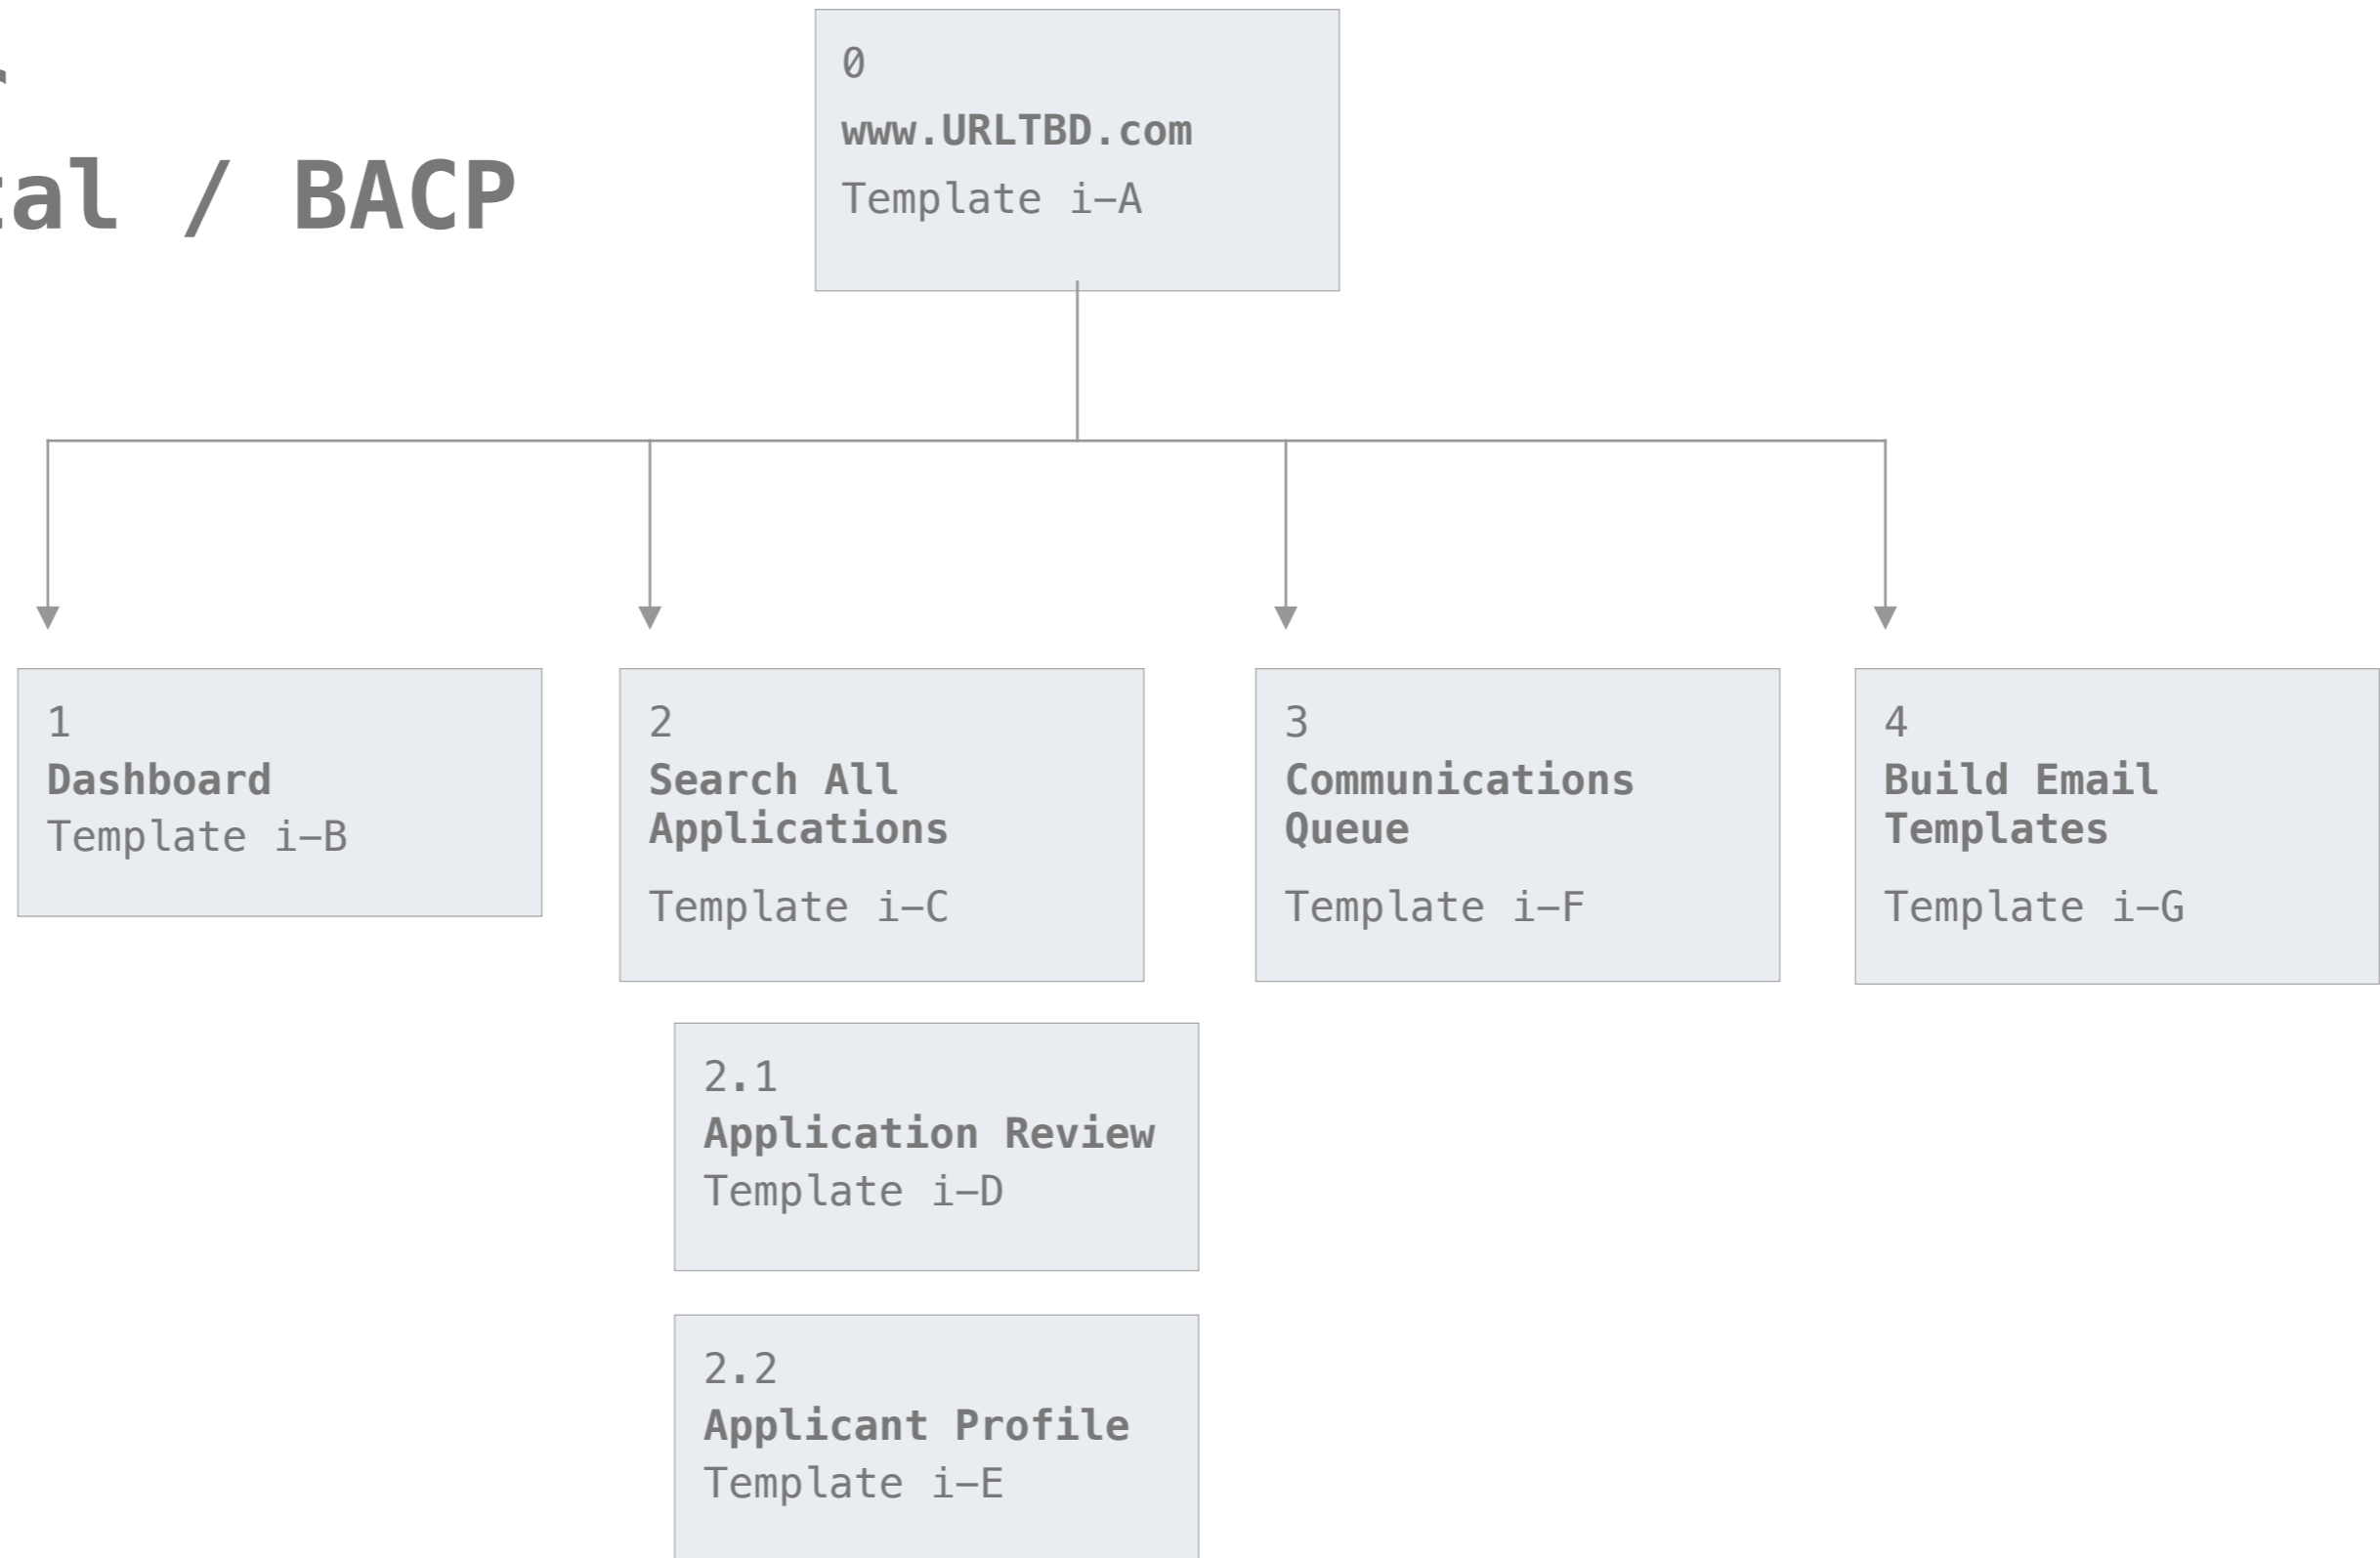 / BACP
0
www.URLTBD.com
Template i–A
1
Dashboard
Template i–B
2
Search All
Applications
Template i–C
3
Communications
Queue
Template i–F
4
Build Email
Templates
Template i–G
2.1
Application Review
Template i–D
2.2
Applicant Profile
Template i–E